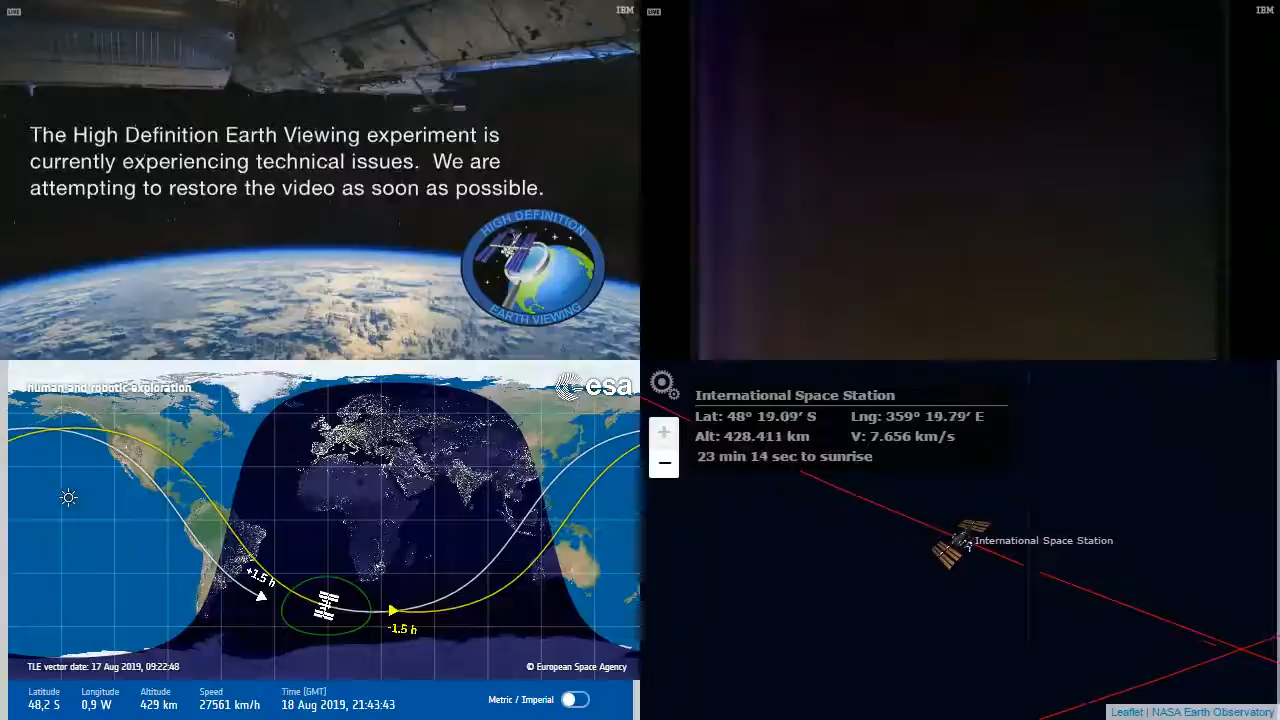 LIVE
IBM
The High Definition Earth Viewing experiment is
currently experiencing technical issues. We are
attempting to restore the video as soon as possible.
HIGH DEFINITION
EARTH VIEWING
LIVE
IBM
human and robotic exploration
esa
+1.5 h
-1.5 h
TLE vector date: 17 Aug 2019, 09:22:48
© European Space Agency
Latitude Longitude Altitude Speed Time [GMT]
48,2 S 0,9 W 429 km 27561 km/h 18 Aug 2019, 21:43:43
Metric / Imperial
+
−
International Space Station
Lat: 48° 19.09′ S Lng: 359° 19.79′ E
Alt: 428.411 km V: 7.656 km/s
23 min 14 sec to sunrise
International Space Station
Leaflet | NASA Earth Observatory